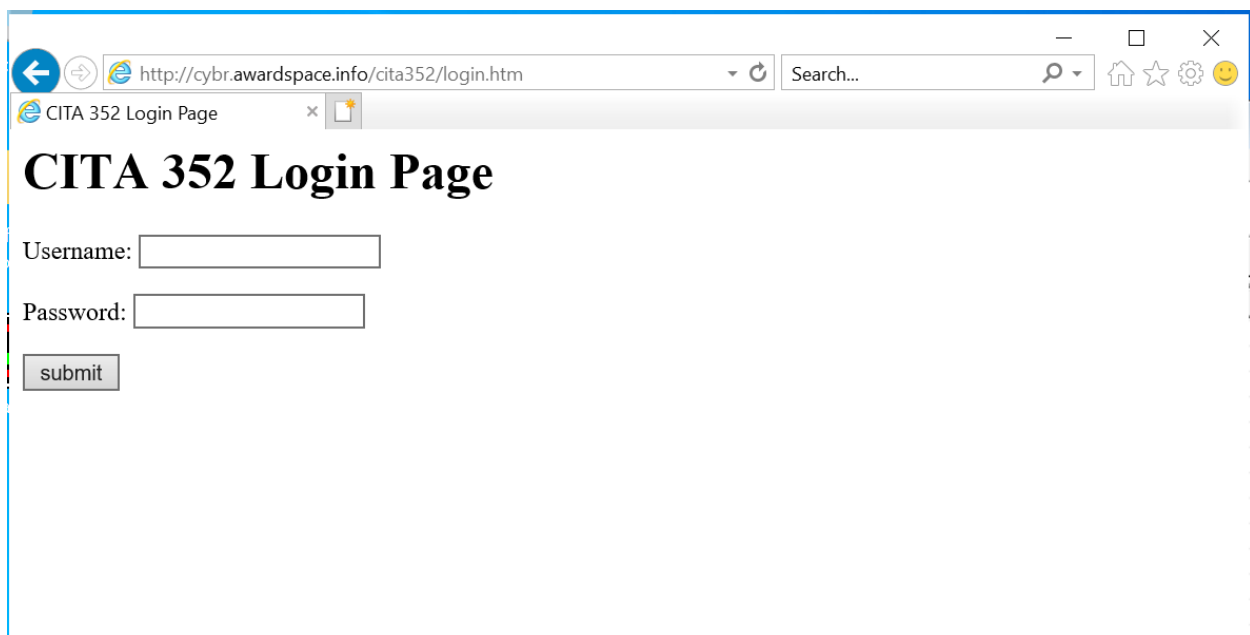 http://cybr.awardspace.info/cita352/login.htm Search...
CITA 352 Login Page
CITA 352 Login Page
Username:
Password:
submit